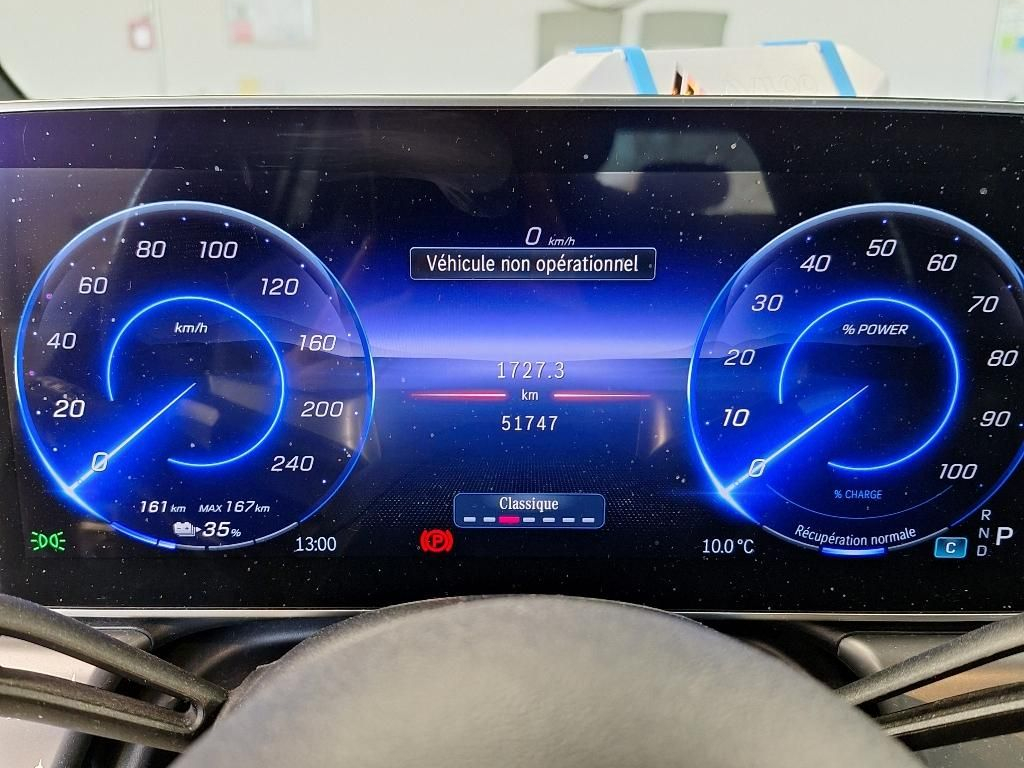 0 km/h
Véhicule non opérationnel
80 100
60 120
40 km/h 160
20 200
0 240
161 km MAX 167 km
35%
13:00
1727.3
km
51747
Classique
P
10.0 °C
50
40 60
30 70
% POWER
20 80
10 90
0 100
% CHARGE
Récupération normale
C
R
N P
D